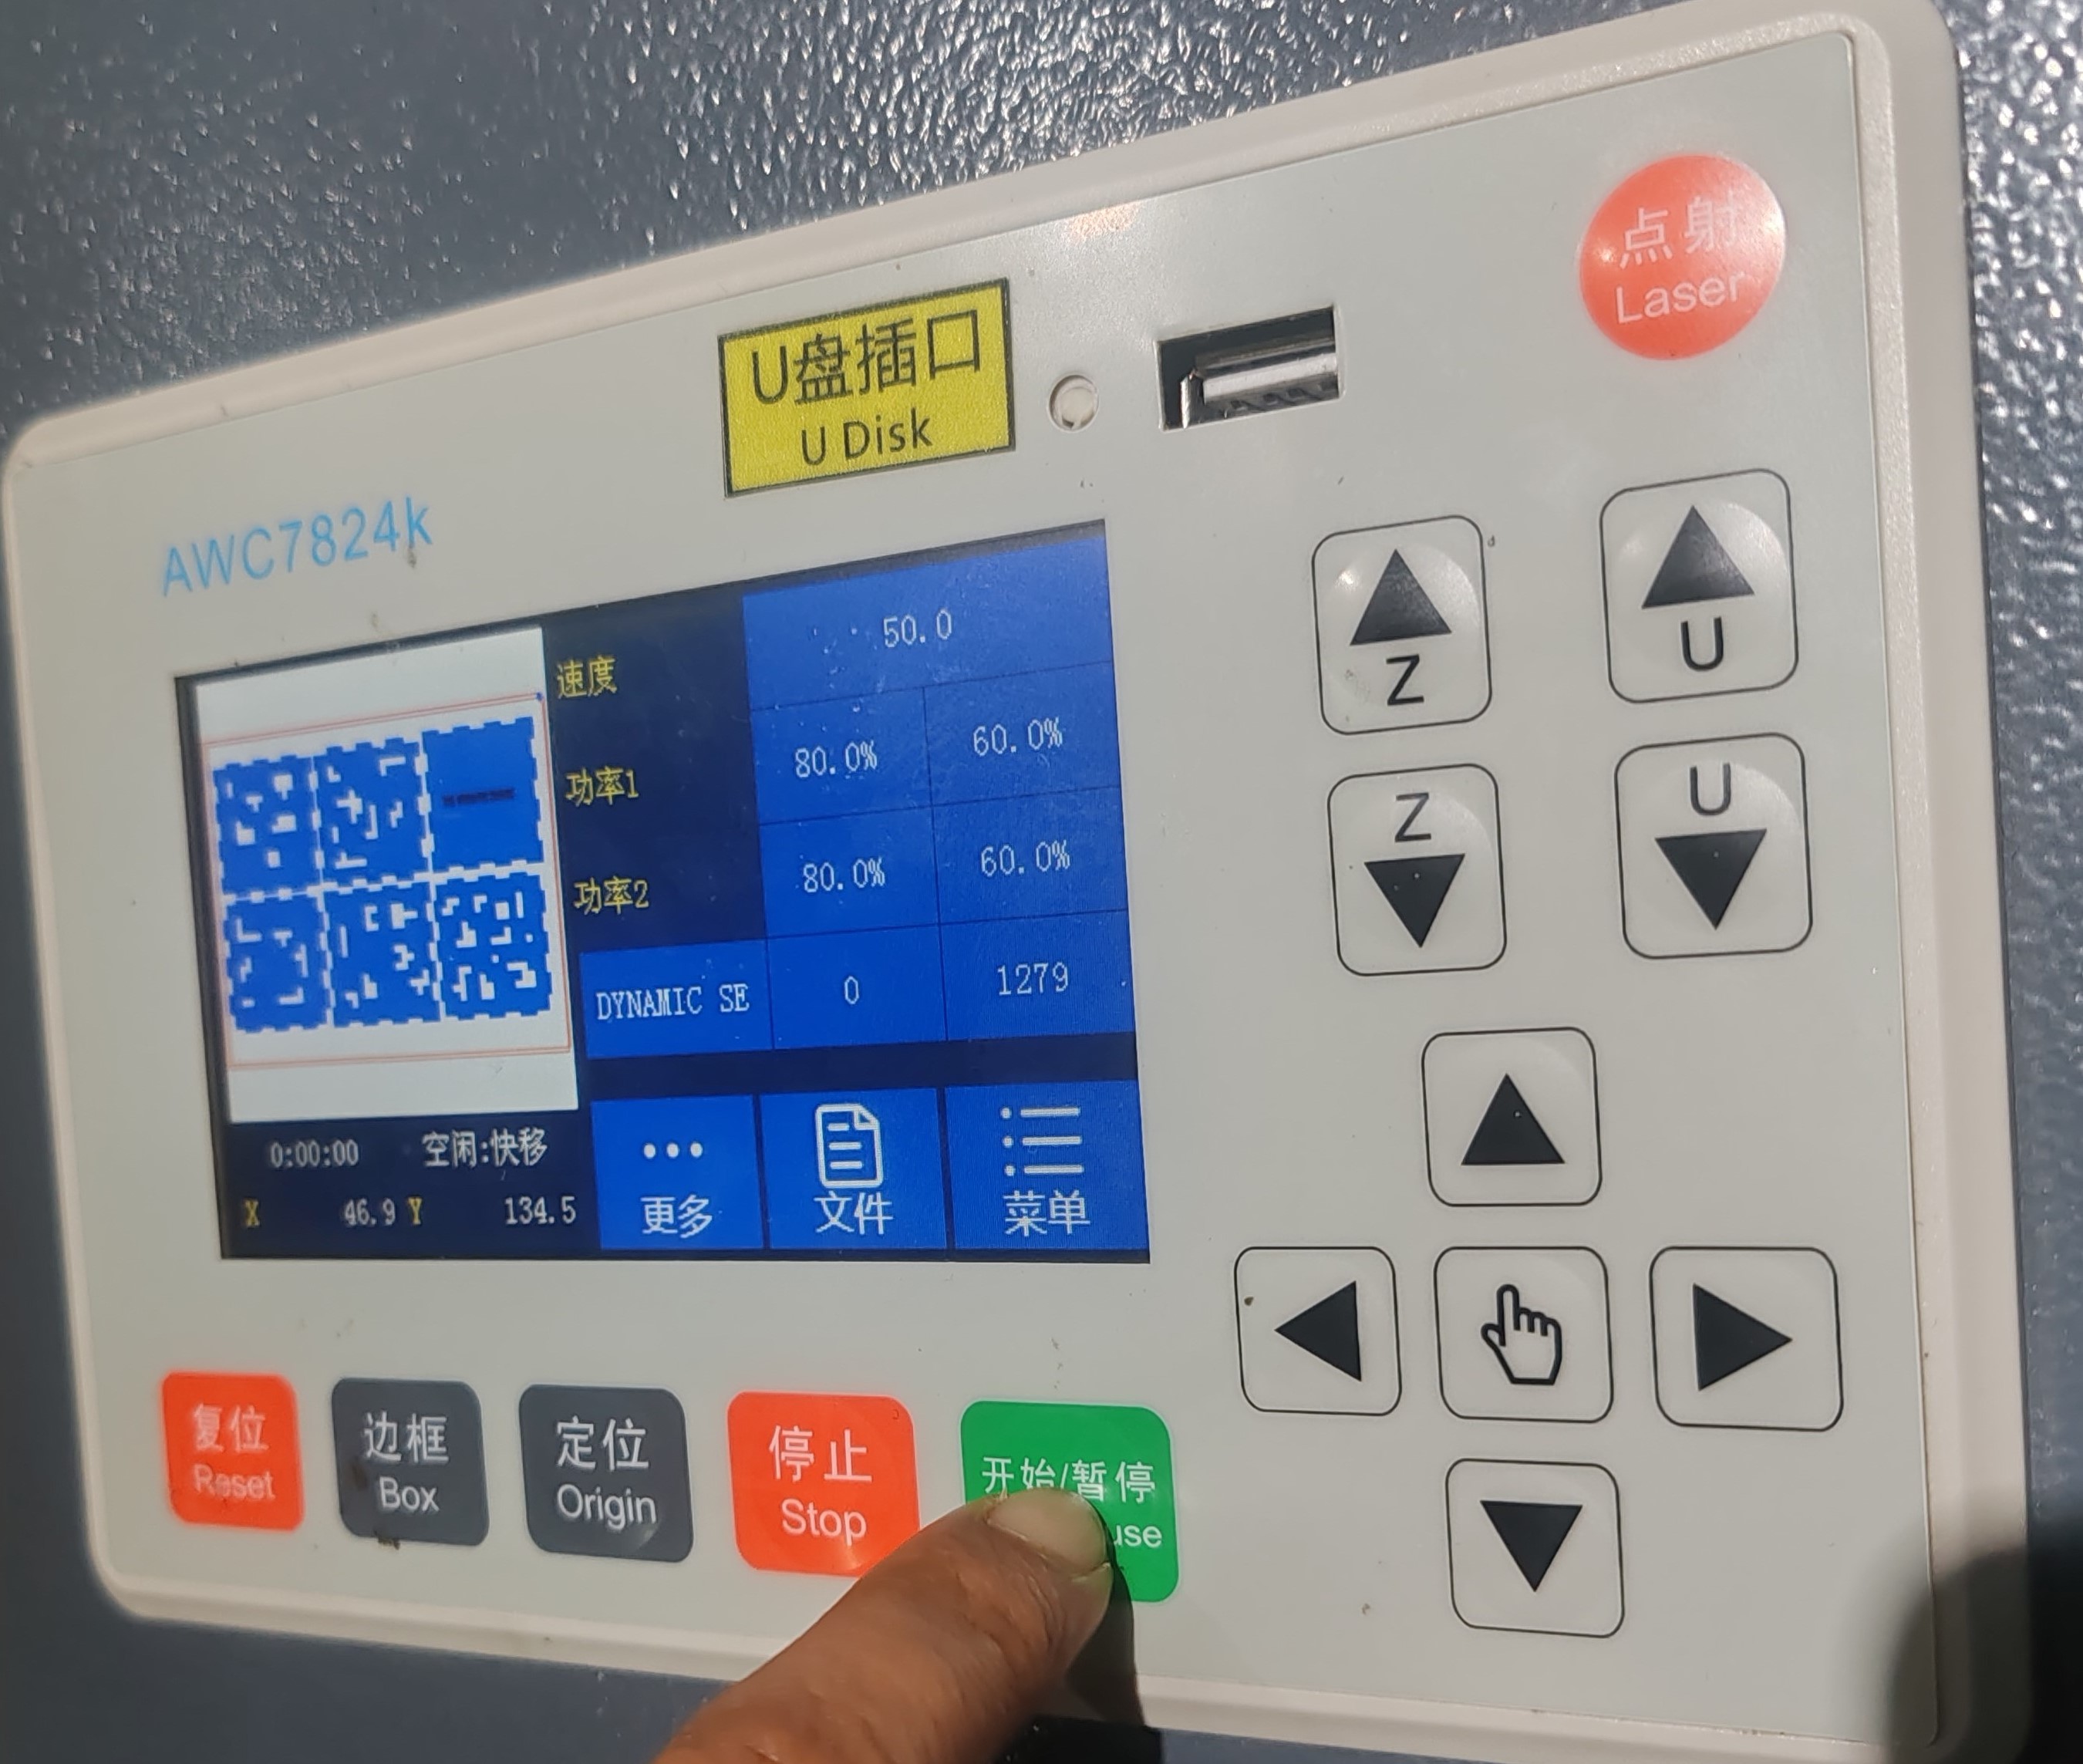 点射
Laser
U盘插口
U Disk
AWC7824k
U
Z
速度 50.0
功率1 80.0% 60.0%
Z
U
功率2 80.0% 60.0%
DYNAMIC SE 0 1279
0:00:00 空闲:快移
X 46.9 Y 134.5
更多 文件 菜单
复位
Reset
边框
Box
定位
Origin
停止
Stop
开始/暂停
use